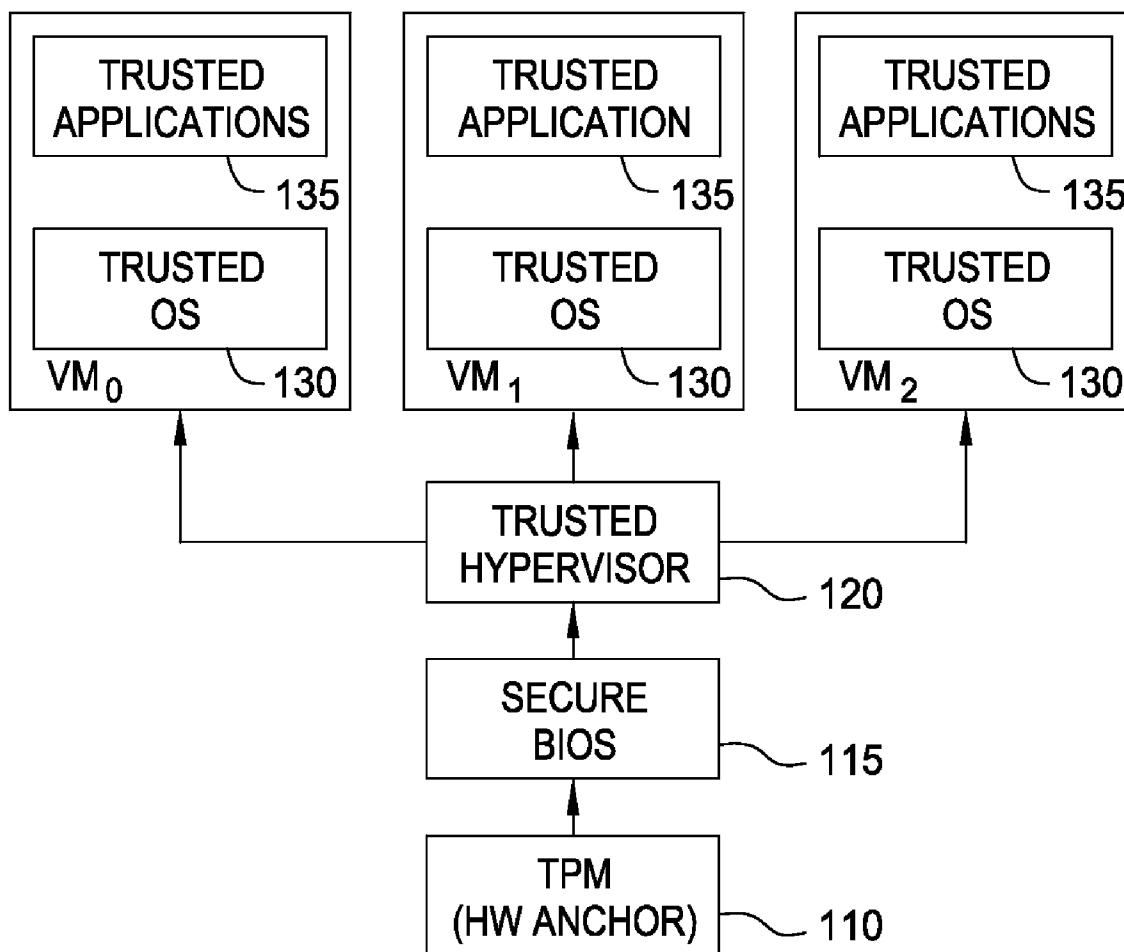 TRUSTED
APPLICATIONS
135
TRUSTED
OS
VM0
130
TRUSTED
APPLICATION
135
TRUSTED
OS
VM1
130
TRUSTED
APPLICATIONS
135
TRUSTED
OS
VM2
130
TRUSTED
HYPERVISOR
120
SECURE
BIOS
115
TPM
(HW ANCHOR)
110